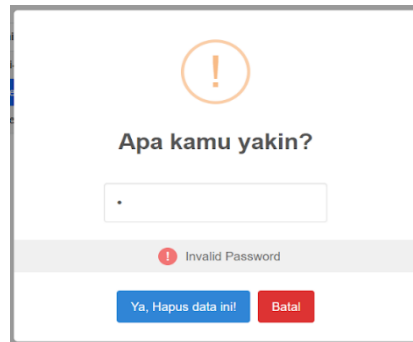 Apa kamu yakin?
•
Invalid Password
Ya, Hapus data ini!
Batal